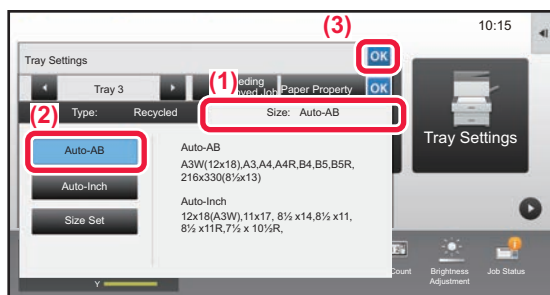 (3)
10:15
Tray Settings
OK
Tray 3
(1)
eding
Job
Paper Property
OK
(2)
Type: Recycled
Size: Auto-AB
Auto-AB
Auto-Inch
Size Set
Auto-AB
A3W(12x18),A3,A4,A4R,B4,B5,B5R,
216x330(8½x13)
Auto-Inch
12x18(A3W),11x17, 8½ x14,8½ x11,
8½ x11R,7½ x 10½R,
Tray Settings
Y
Count
Brightness
Adjustment
Job Status